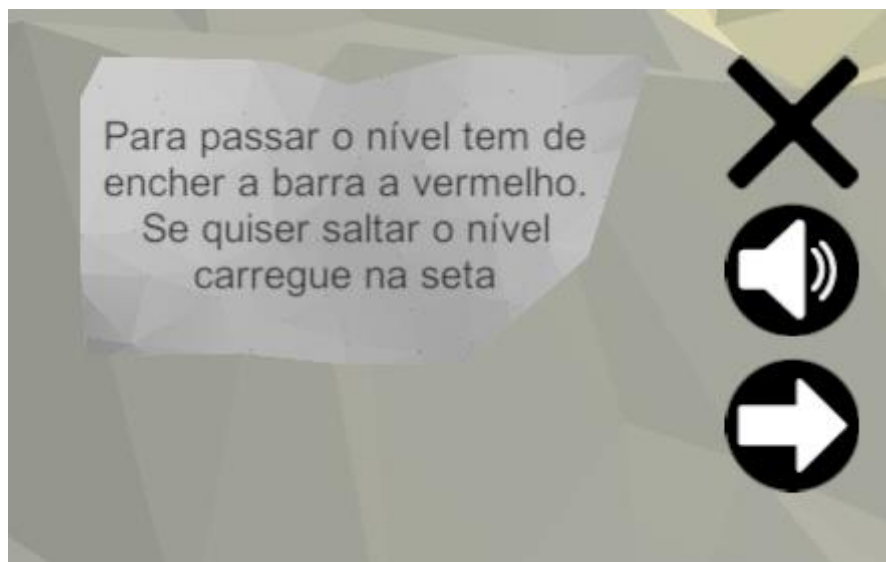 Para passar o nível tem de
encher a barra a vermelho.
Se quiser saltar o nível
carregue na seta